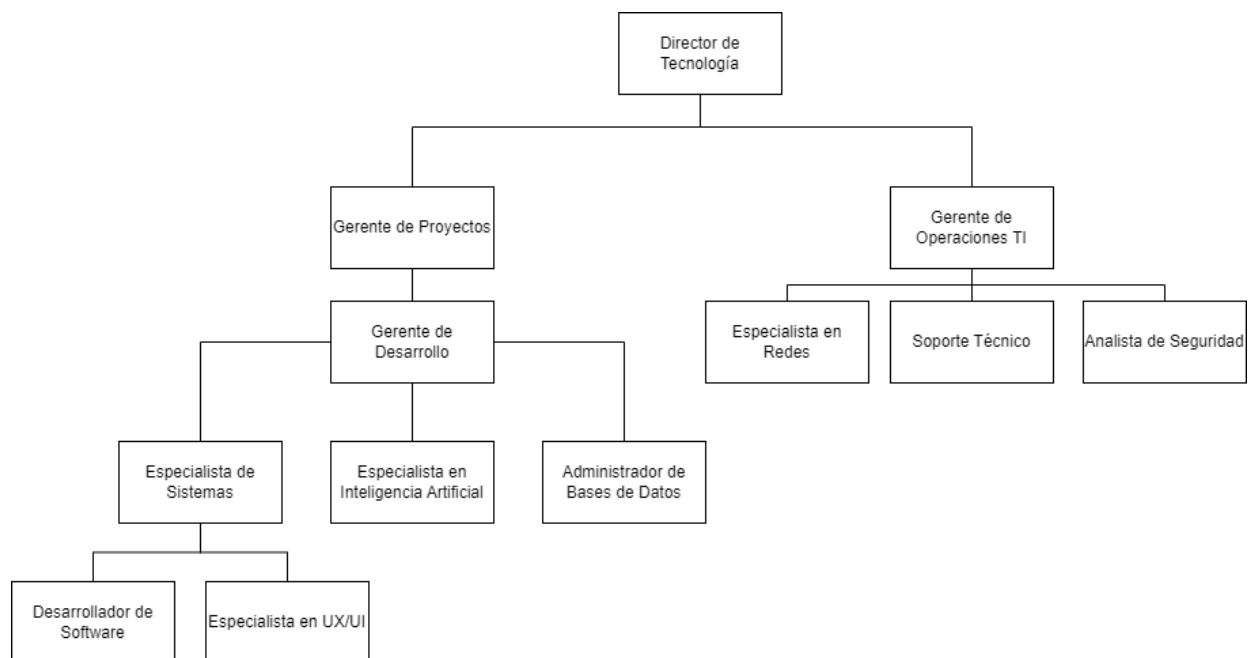 Director de
Tecnología
Gerente de Proyectos
Gerente de
Operaciones TI
Gerente de
Desarrollo
Especialista en
Redes
Soporte Técnico
Analista de Seguridad
Especialista de
Sistemas
Especialista en
Inteligencia Artificial
Administrador de
Bases de Datos
Desarrollador de
Software
Especialista en UX/UI